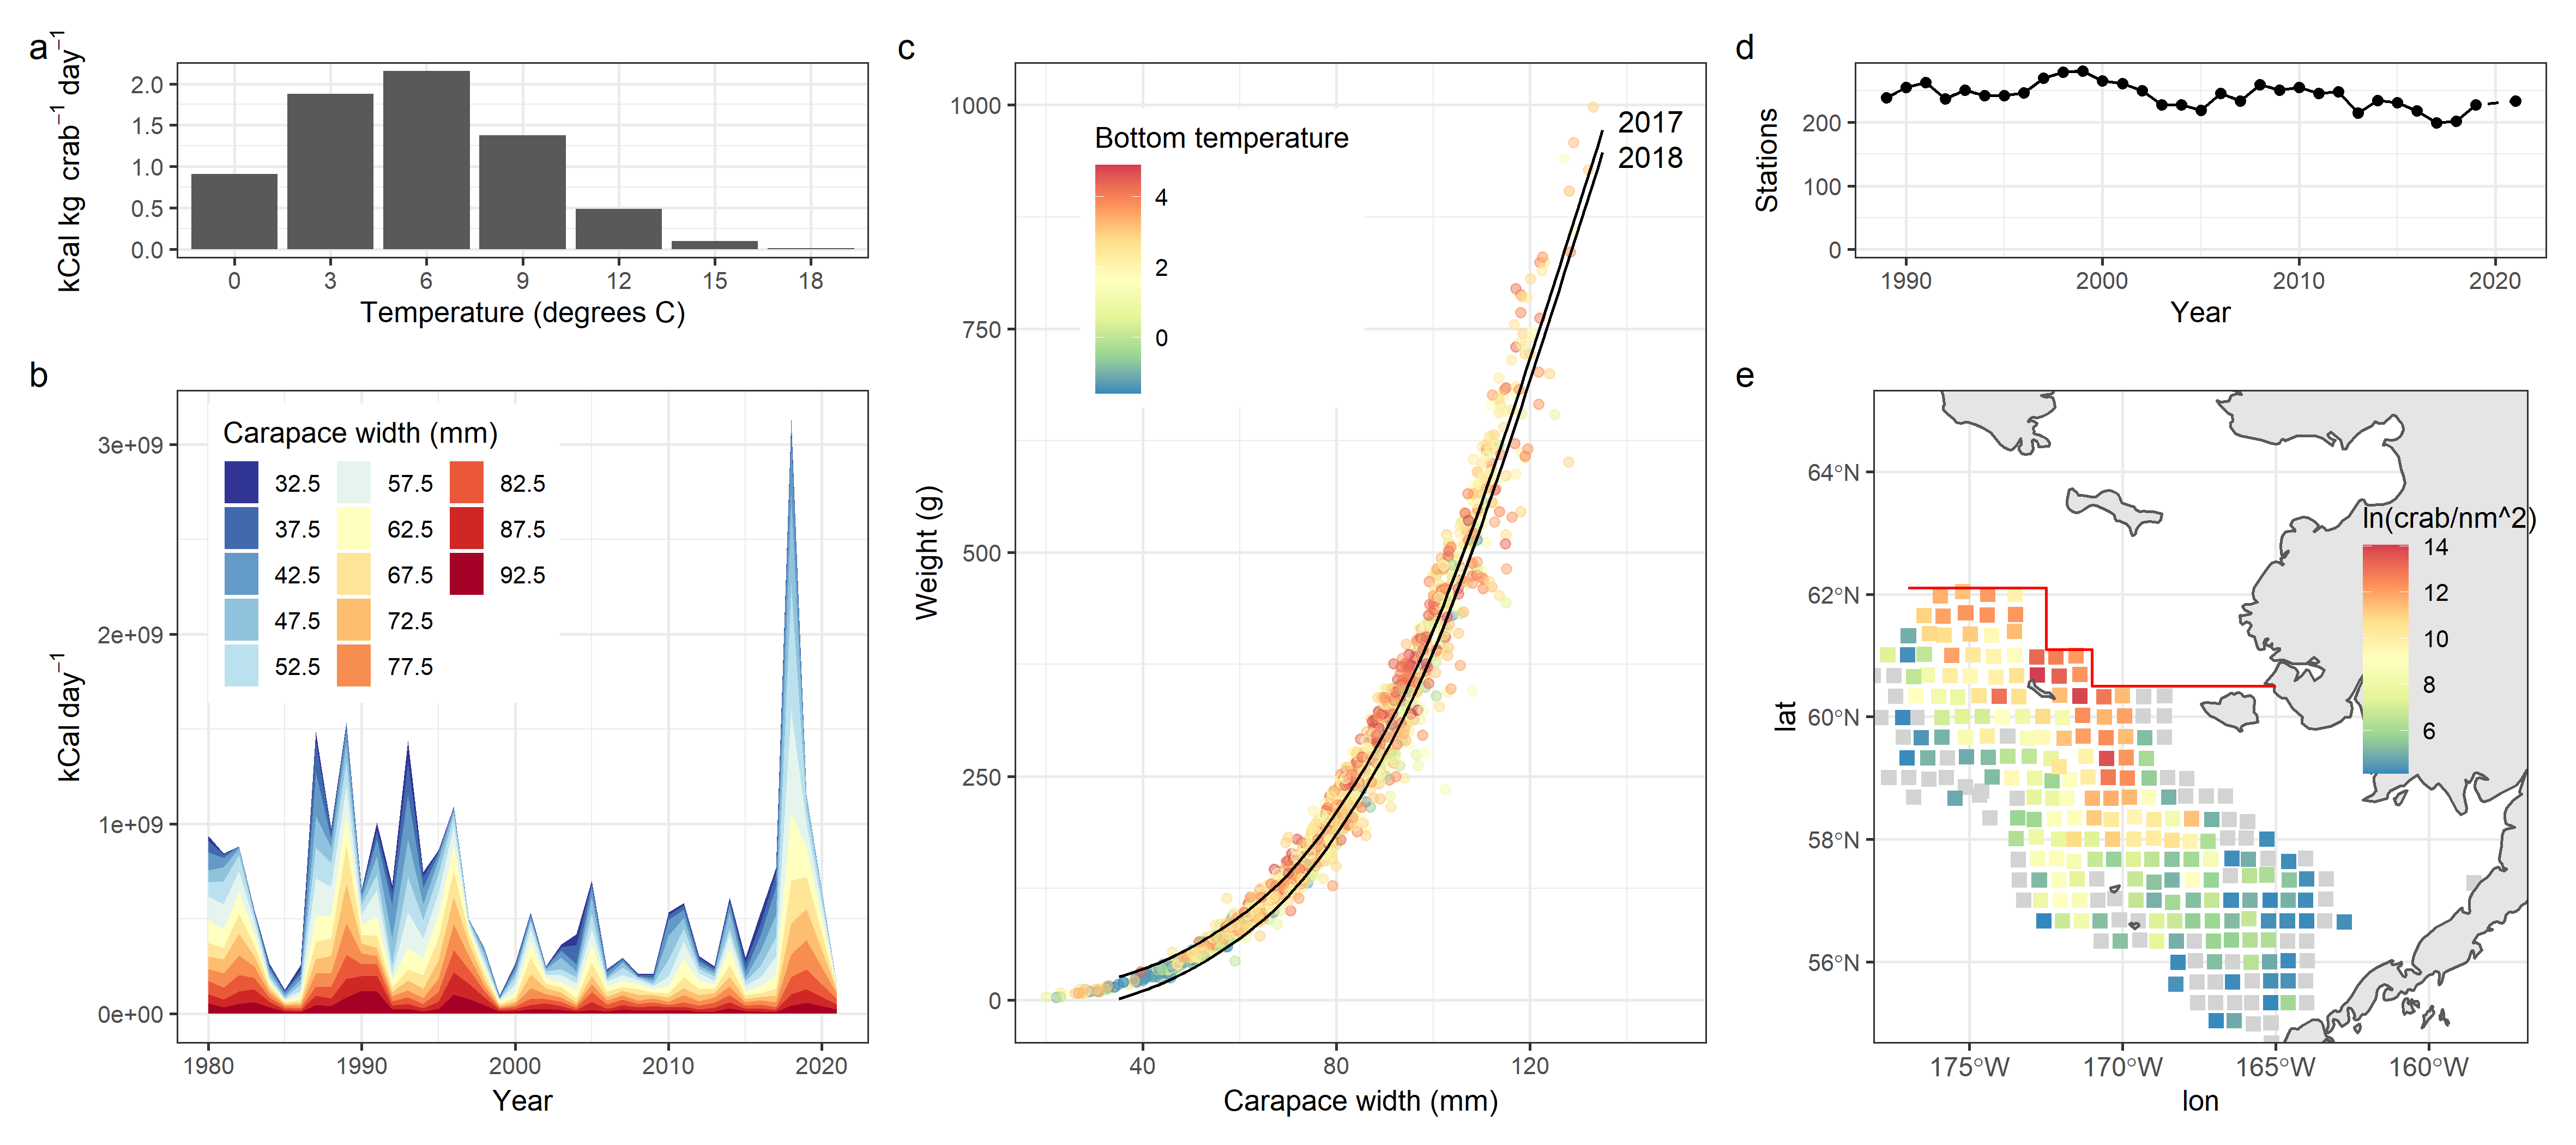 a
kCal kg crab⁻¹ day⁻¹
2.0
1.5
1.0
0.5
0.0
0 3 6 9 12 15 18
Temperature (degrees C)
b
kCal day⁻¹
3e+09
2e+09
1e+09
0e+00
Carapace width (mm)
32.5 57.5 82.5
37.5 62.5 87.5
42.5 67.5 92.5
47.5 72.5
52.5 77.5
1980 1990 2000 2010 2020
Year
c
Weight (g)
1000
750
500
250
0
Bottom temperature
4
2
0
2017
2018
40 80 120
Carapace width (mm)
d
Stations
200
100
0
1990 2000 2010 2020
Year
e
lat
64°N
62°N
60°N
58°N
56°N
ln(crab/nm^2)
14
12
10
8
6
175°W 170°W 165°W 160°W
lon